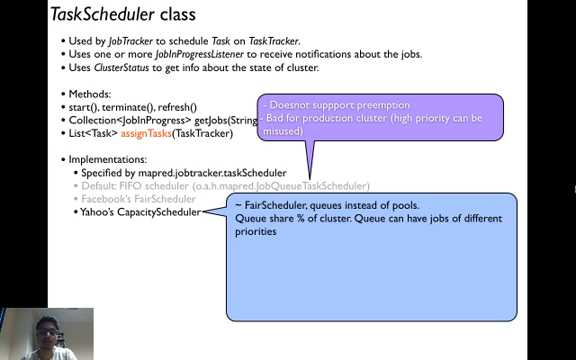 TaskScheduler class
• Used by JobTracker to schedule Task on TaskTracker.
• Uses one or more JobInProgressListener to receive notifications about the jobs.
• Uses ClusterStatus to get info about the state of cluster.
• Methods:
• start(), terminate(), refresh()
• Collection<JobInProgress> getJobs(String
• List<Task> assignTasks(TaskTracker)
- Doesnot suppport preemption
- Bad for production cluster (high priority can be
misused)
• Implementations:
• Specified by mapred.jobtracker.taskScheduler
• Default: FIFO scheduler (o.a.h.mapred.JobQueueTaskScheduler)
• Facebook's FairScheduler
• Yahoo's CapacityScheduler
~ FairScheduler, queues instead of pools.
Queue share % of cluster. Queue can have jobs of different
priorities